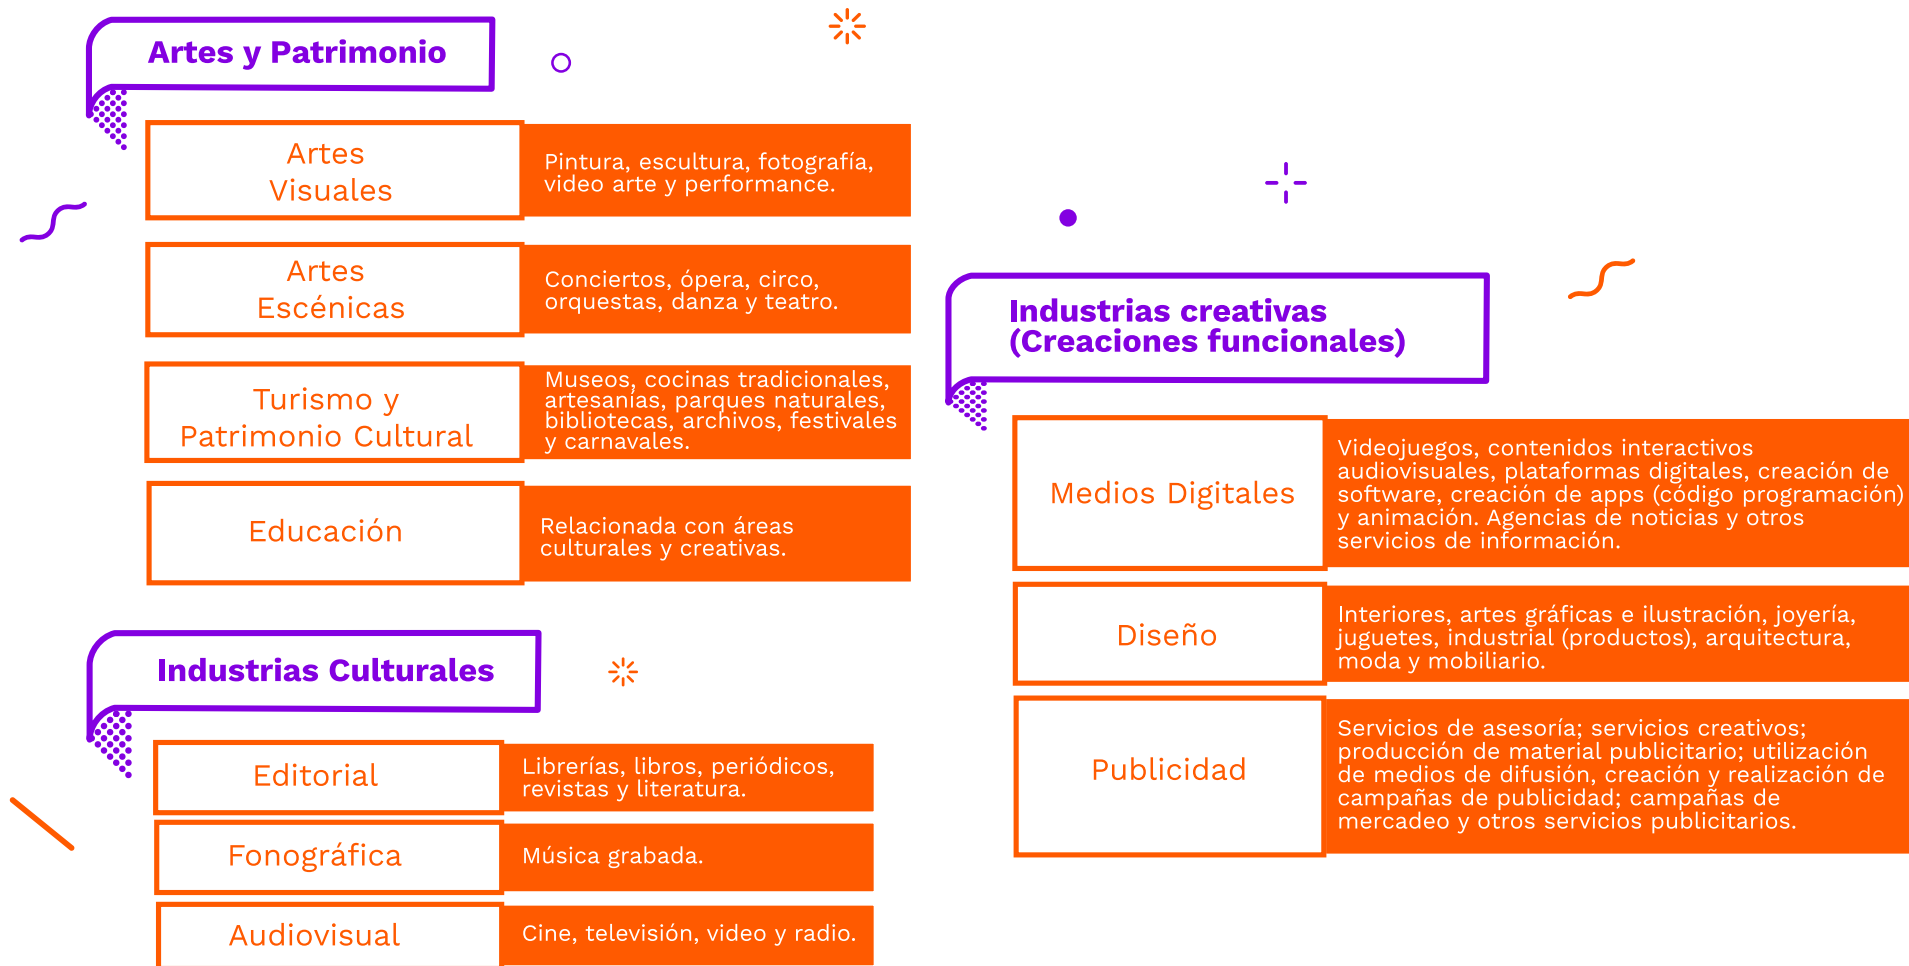 Artes y Patrimonio
Artes
Visuales
Pintura, escultura, fotografía,
video arte y performance.
Artes
Escénicas
Conciertos, ópera, circo,
orquestas, danza y teatro.
Turismo y
Patrimonio Cultural
Museos, cocinas tradicionales,
artesanías, parques naturales,
bibliotecas, archivos, festivales
y carnavales.
Educación
Relacionada con áreas
culturales y creativas.
Industrias Culturales
Editorial
Librerías, libros, periódicos,
revistas y literatura.
Fonográfica
Música grabada.
Audiovisual
Cine, televisión, video y radio.
Industrias creativas
(Creaciones funcionales)
Medios Digitales
Videojuegos, contenidos interactivos
audiovisuales, plataformas digitales, creación de
software, creación de apps (código programación)
y animación. Agencias de noticias y otros
servicios de información.
Diseño
Interiores, artes gráficas e ilustración, joyería,
juguetes, industrial (productos), arquitectura,
moda y mobiliario.
Publicidad
Servicios de asesoría; servicios creativos;
producción de material publicitario; utilización
de medios de difusión, creación y realización de
campañas de publicidad; campañas de
mercadeo y otros servicios publicitarios.